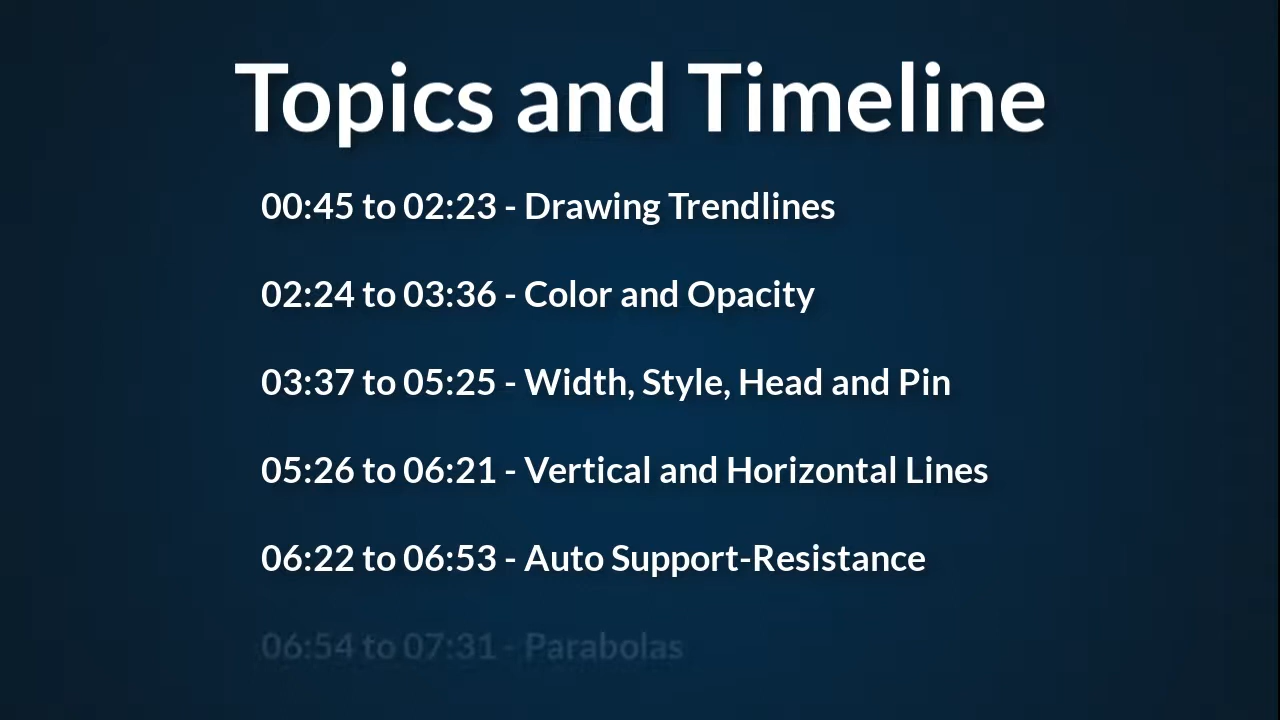 Topics and Timeline
00:45 to 02:23 - Drawing Trendlines
02:24 to 03:36 - Color and Opacity
03:37 to 05:25 - Width, Style, Head and Pin
05:26 to 06:21 - Vertical and Horizontal Lines
06:22 to 06:53 - Auto Support-Resistance
06:54 to 07:31 - Parabolas